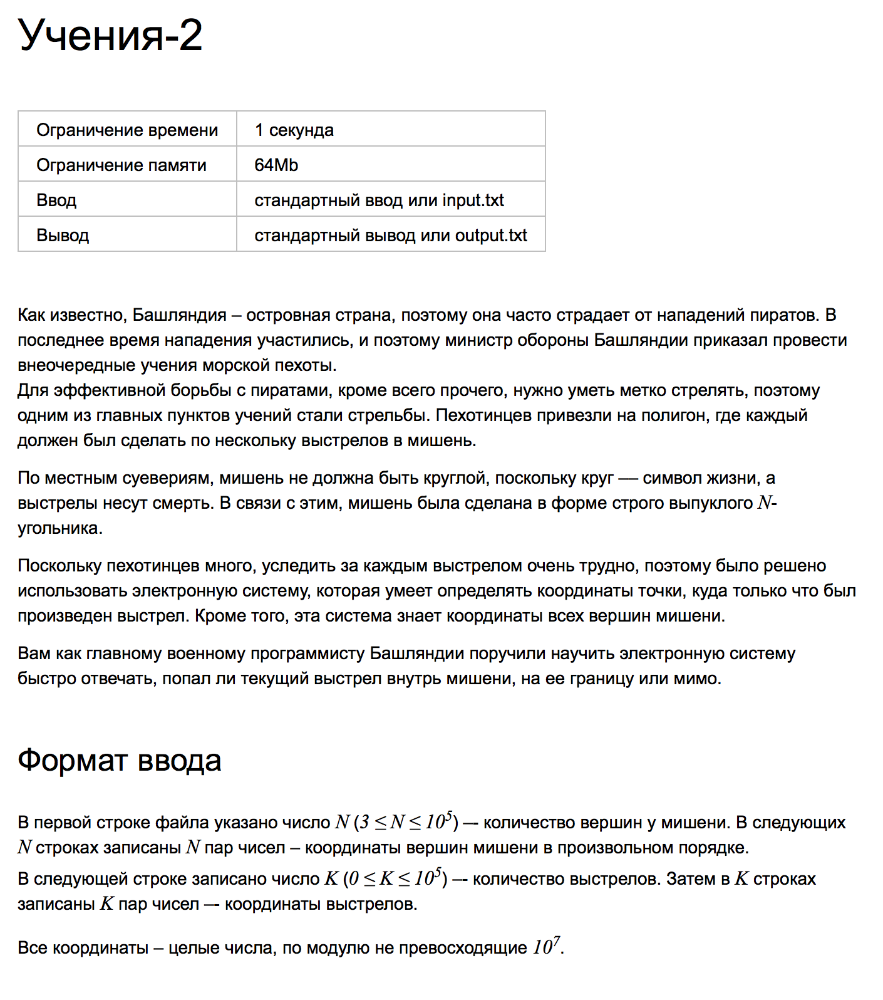 Учения-2
Ограничение времени 1 секунда
Ограничение памяти 64Mb
Ввод стандартный ввод или input.txt
Вывод стандартный вывод или output.txt
Как известно, Башляндия – островная страна, поэтому она часто страдает от нападений пиратов. В
последнее время нападения участились, и поэтому министр обороны Башляндии приказал провести
внеочередные учения морской пехоты.
Для эффективной борьбы с пиратами, кроме всего прочего, нужно уметь метко стрелять, поэтому
одним из главных пунктов учений стали стрельбы. Пехотинцев привезли на полигон, где каждый
должен был сделать по нескольку выстрелов в мишень.
По местным суевериям, мишень не должна быть круглой, поскольку круг –– символ жизни, а
выстрелы несут смерть. В связи с этим, мишень была сделана в форме строго выпуклого N-
угольника.
Поскольку пехотинцев много, уследить за каждым выстрелом очень трудно, поэтому было решено
использовать электронную систему, которая умеет определять координаты точки, куда только что был
произведен выстрел. Кроме того, эта система знает координаты всех вершин мишени.
Вам как главному военному программисту Башляндии поручили научить электронную систему
быстро отвечать, попал ли текущий выстрел внутрь мишени, на ее границу или мимо.
Формат ввода
В первой строке файла указано число N (3 ≤ N ≤ 10⁵) –- количество вершин у мишени. В следующих
N строках записаны N пар чисел – координаты вершин мишени в произвольном порядке.
В следующей строке записано число K (0 ≤ K ≤ 10⁵) –- количество выстрелов. Затем в K строках
записаны K пар чисел –- координаты выстрелов.
Все координаты – целые числа, по модулю не превосходящие 10⁷.